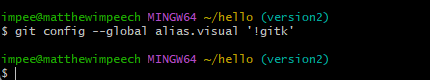 impee@matthewimpeech MINGW64 ~/hello (version2)
$ git config --global alias.visual '!gitk'
impee@matthewimpeech MINGW64 ~/hello (version2)
$